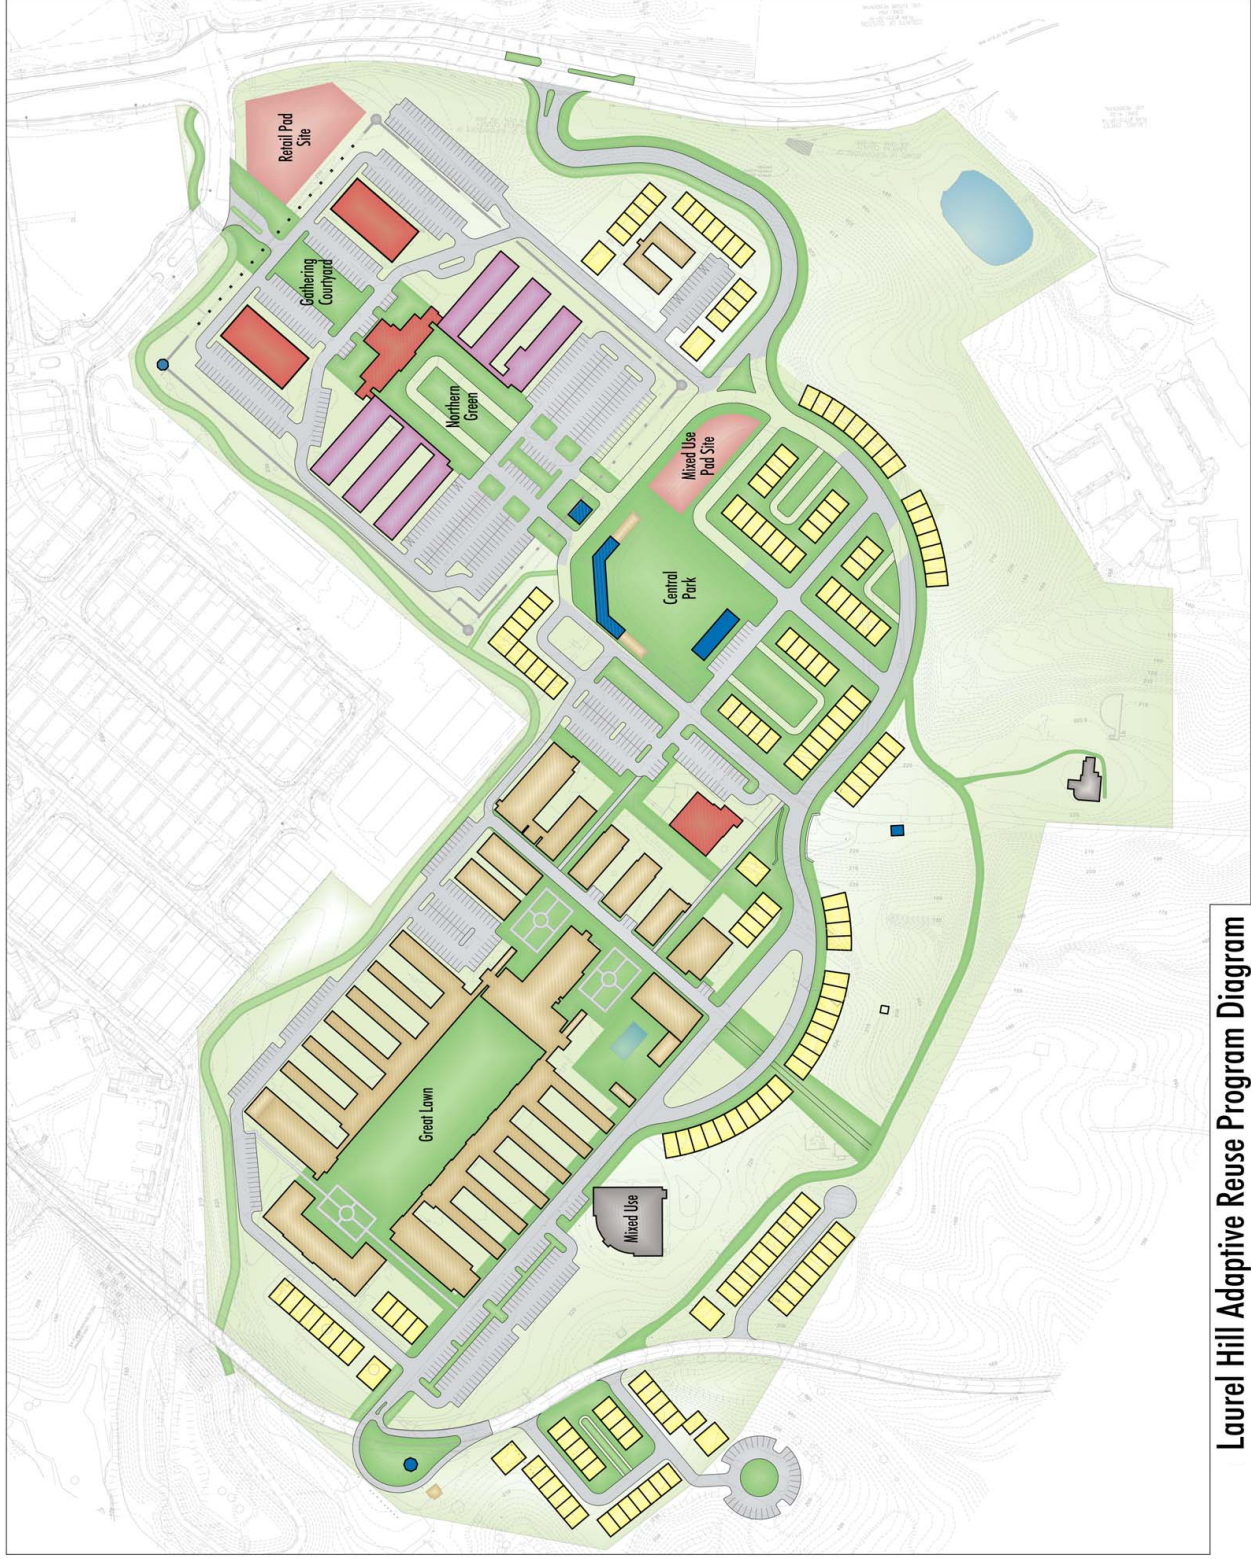 Retail Pad
Site
Gathering
Courtyard
Northern
Green
Mixed Use
Pad Site
Central
Park
Great Lawn
Mixed Use
Laurel Hill Adaptive Reuse Program Diagram